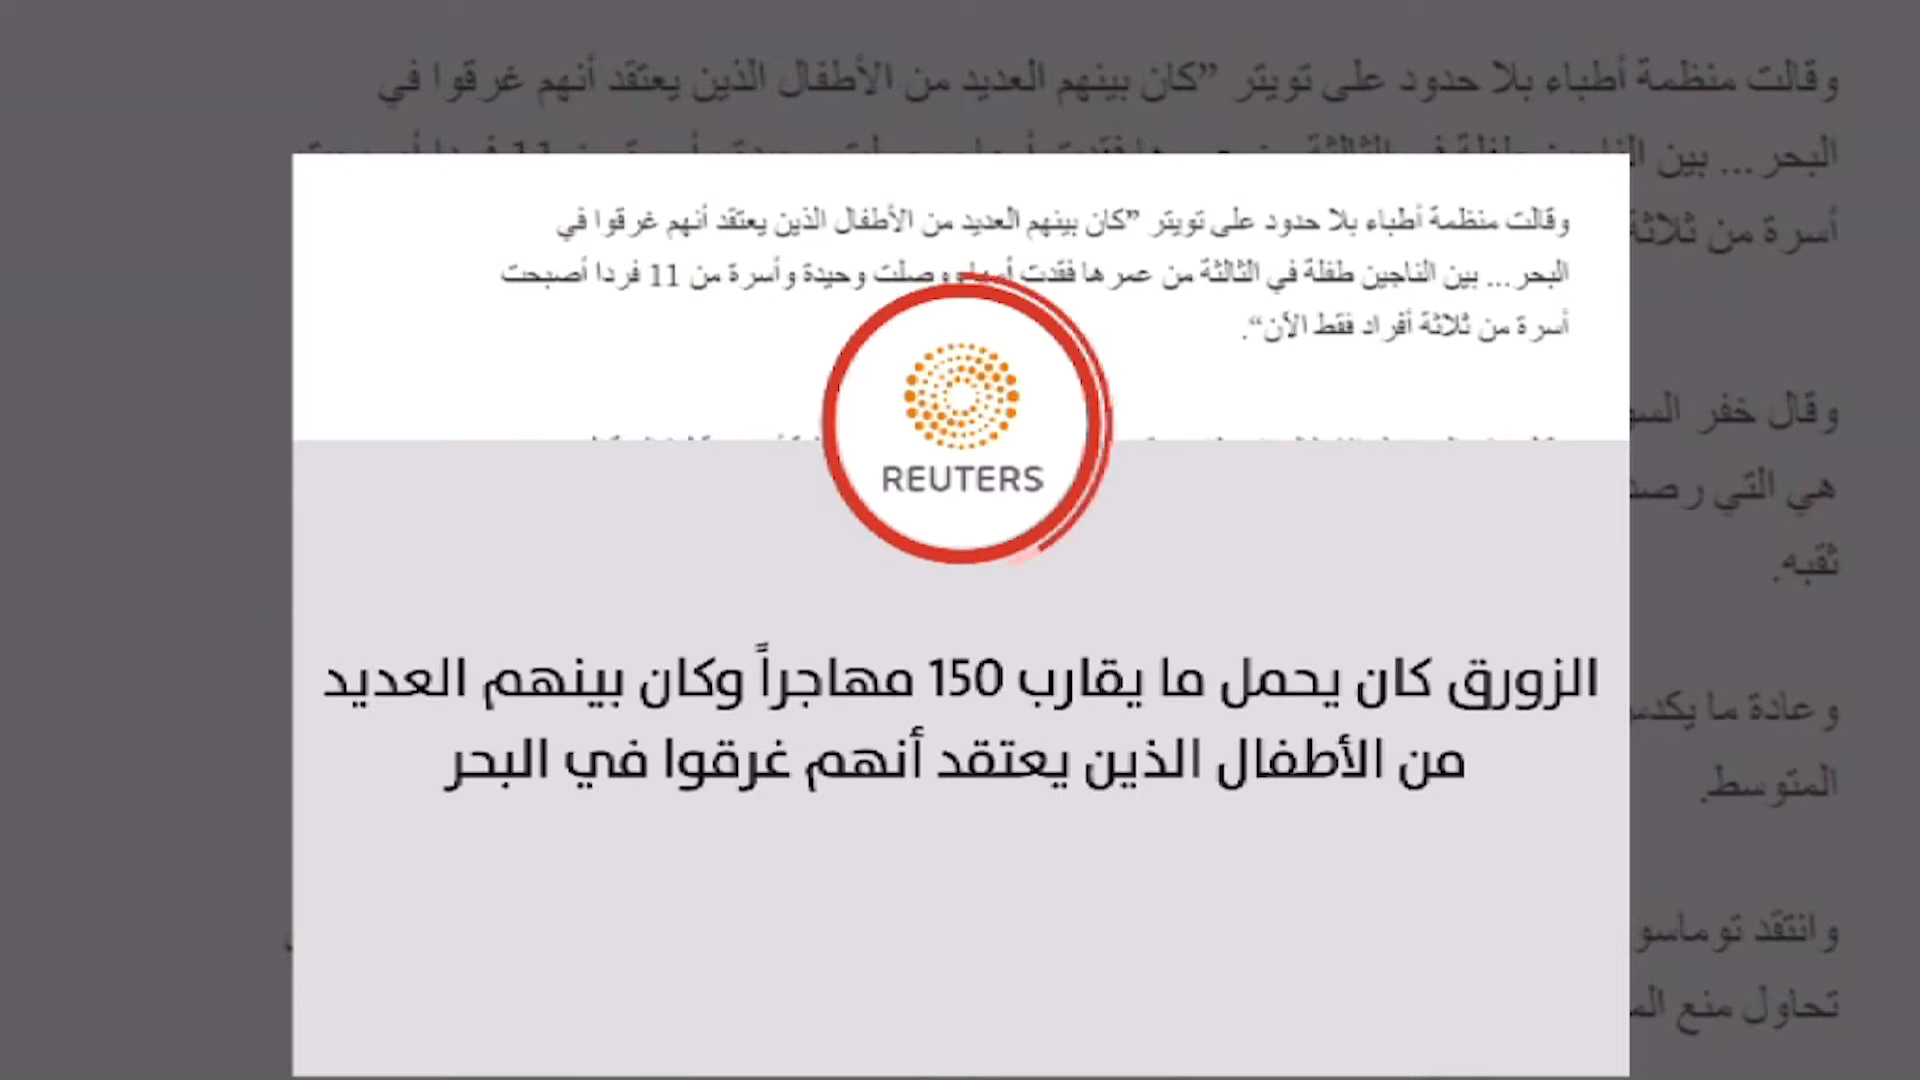 وقالت منظمة أطباء بلا حدود على تويتر ”كان بينهم العديد من الأطفال الذين يعتقد أنهم غرقوا في
البحر... بين
أسرة من ثلاثة
وقال خفر
هي التي
ثقبه.
وعادة ما
المتوسط.
وانتقد توماسو
تحاول منع
وقالت منظمة أطباء بلا حدود على تويتر ”كان بينهم العديد من الأطفال الذين يعتقد أنهم غرقوا في
البحر... بين الناجين طفلة في الثالثة من عمرها فقدت ووصلت وحيدة وأسرة من 11 فردا أصبحت
أسرة من ثلاثة أفراد فقط الآن“.
REUTERS
الزورق كان يحمل ما يقارب 150 مهاجراً وكان بينهم العديد
من الأطفال الذين يعتقد أنهم غرقوا في البحر